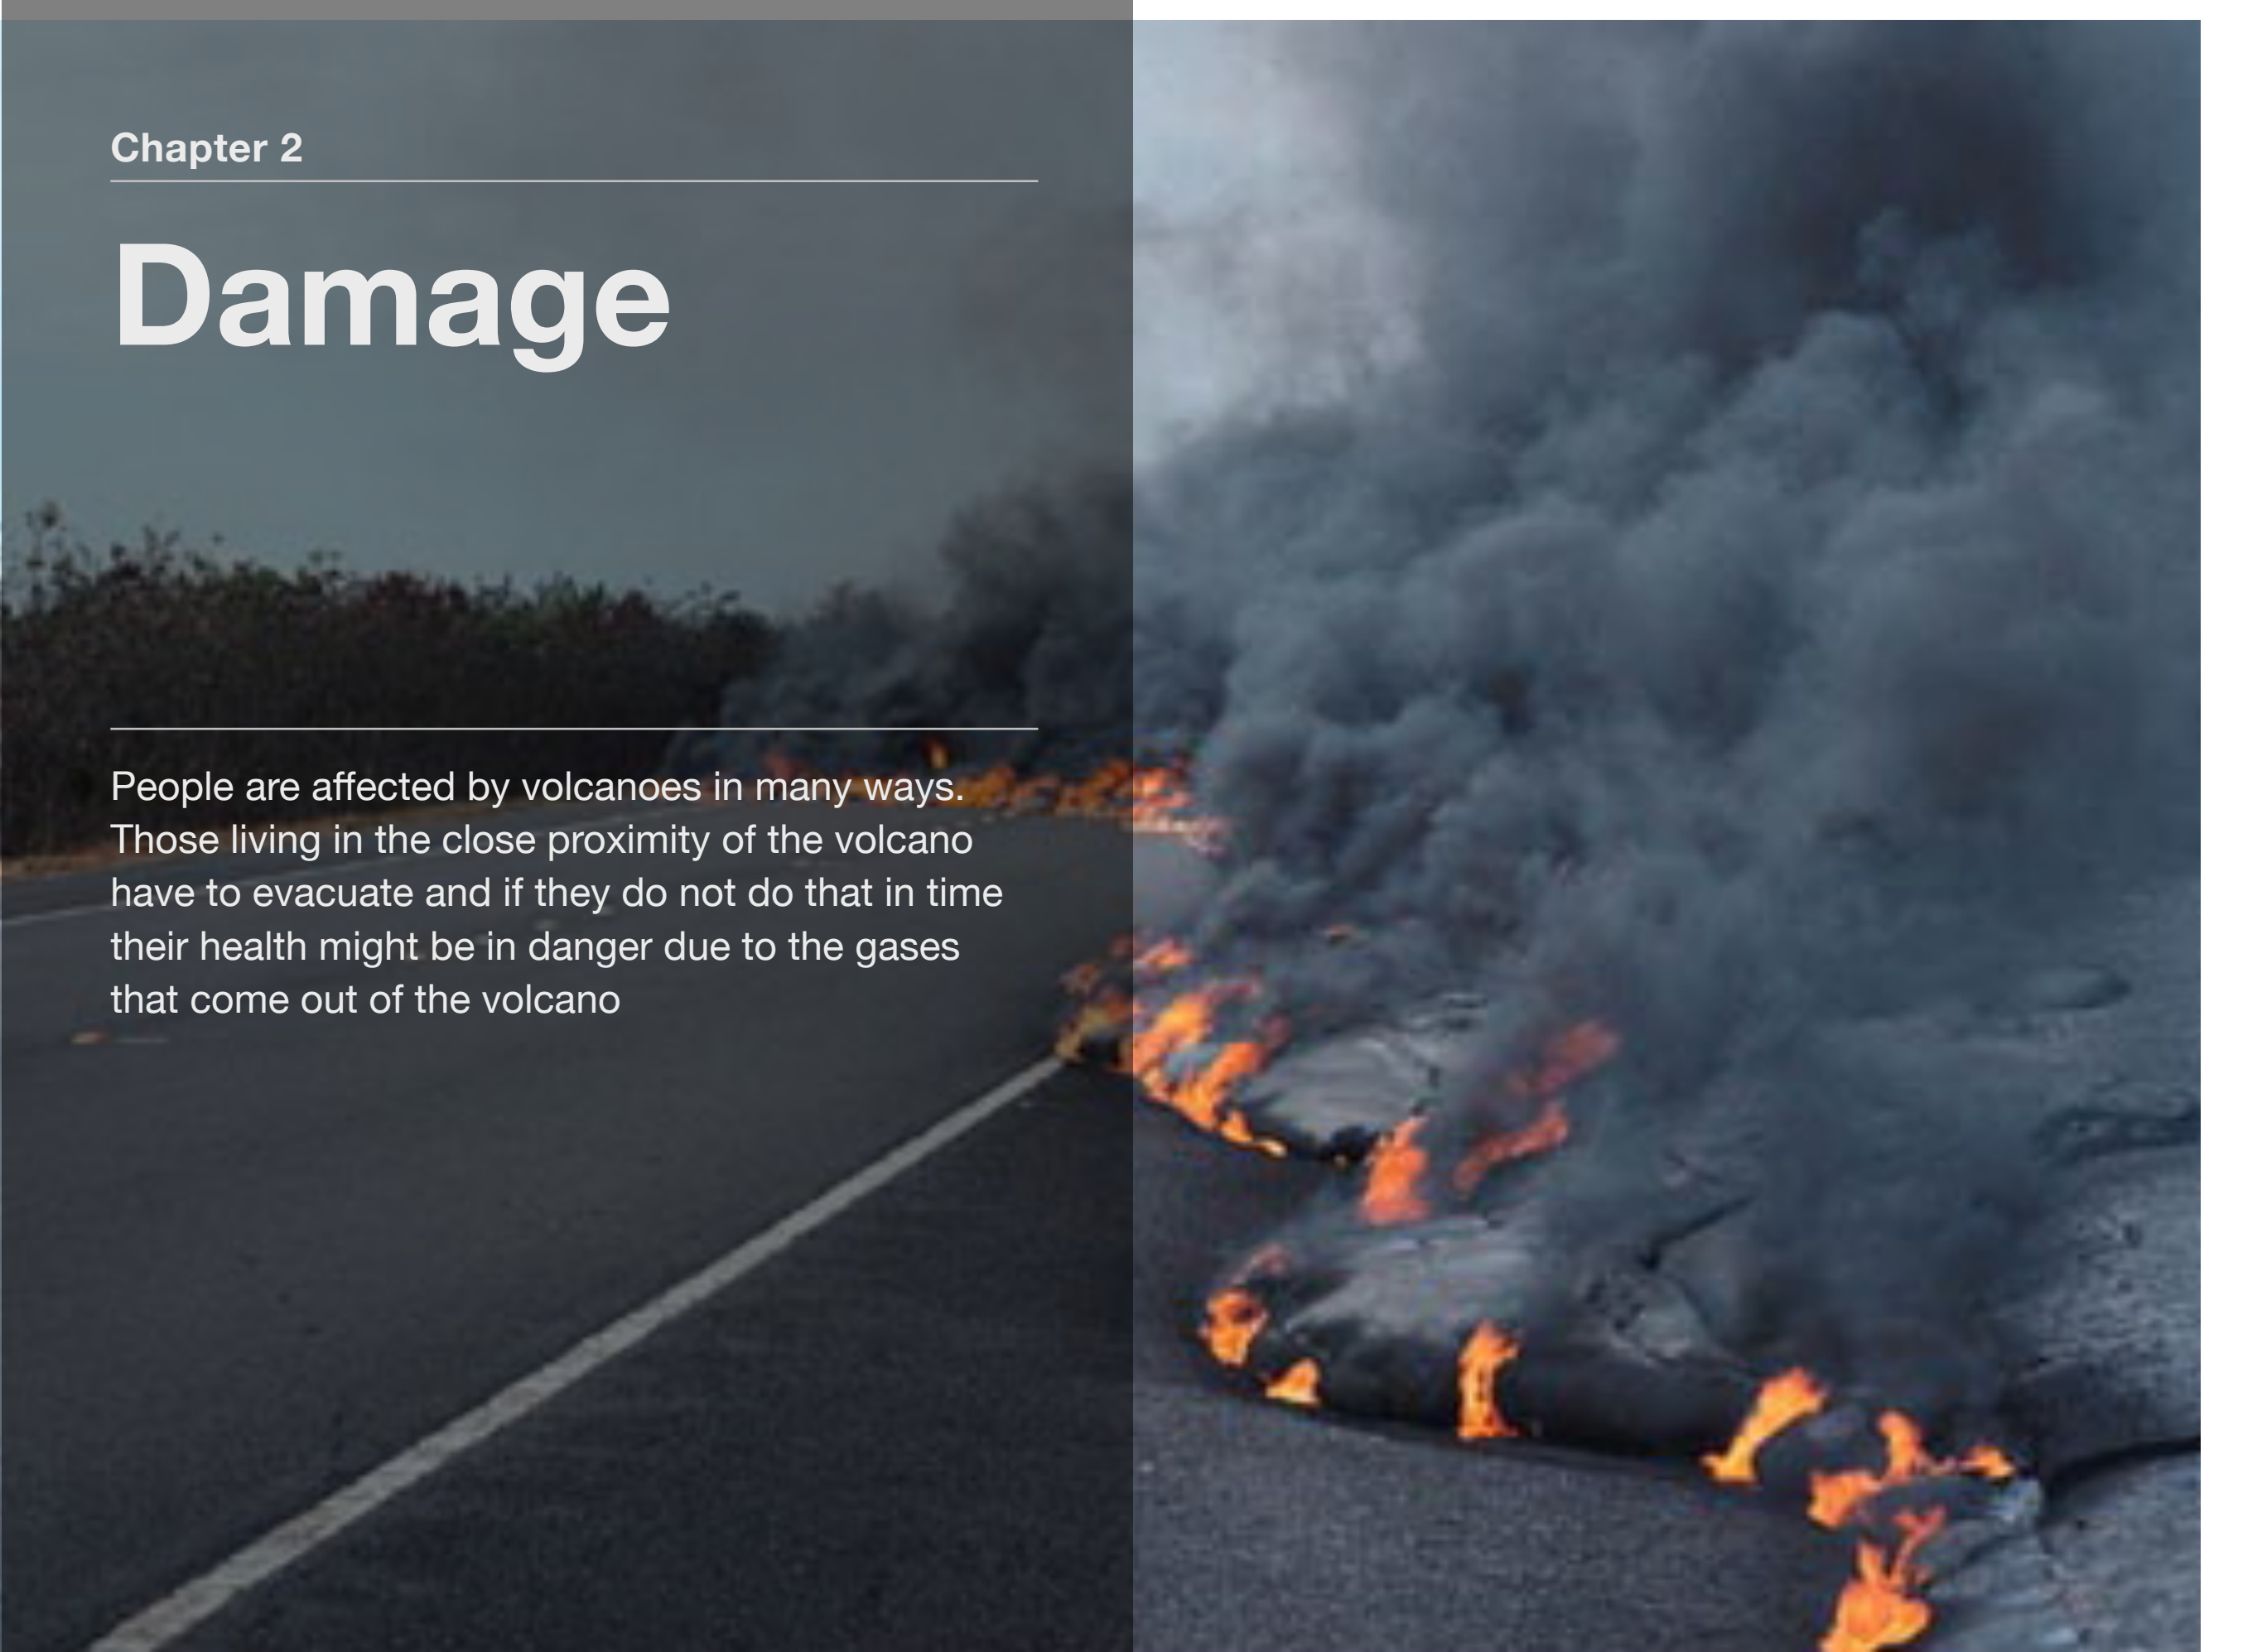 Chapter 2
Damage
People are affected by volcanoes in many ways.
Those living in the close proximity of the volcano
have to evacuate and if they do not do that in time
their health might be in danger due to the gases
that come out of the volcano